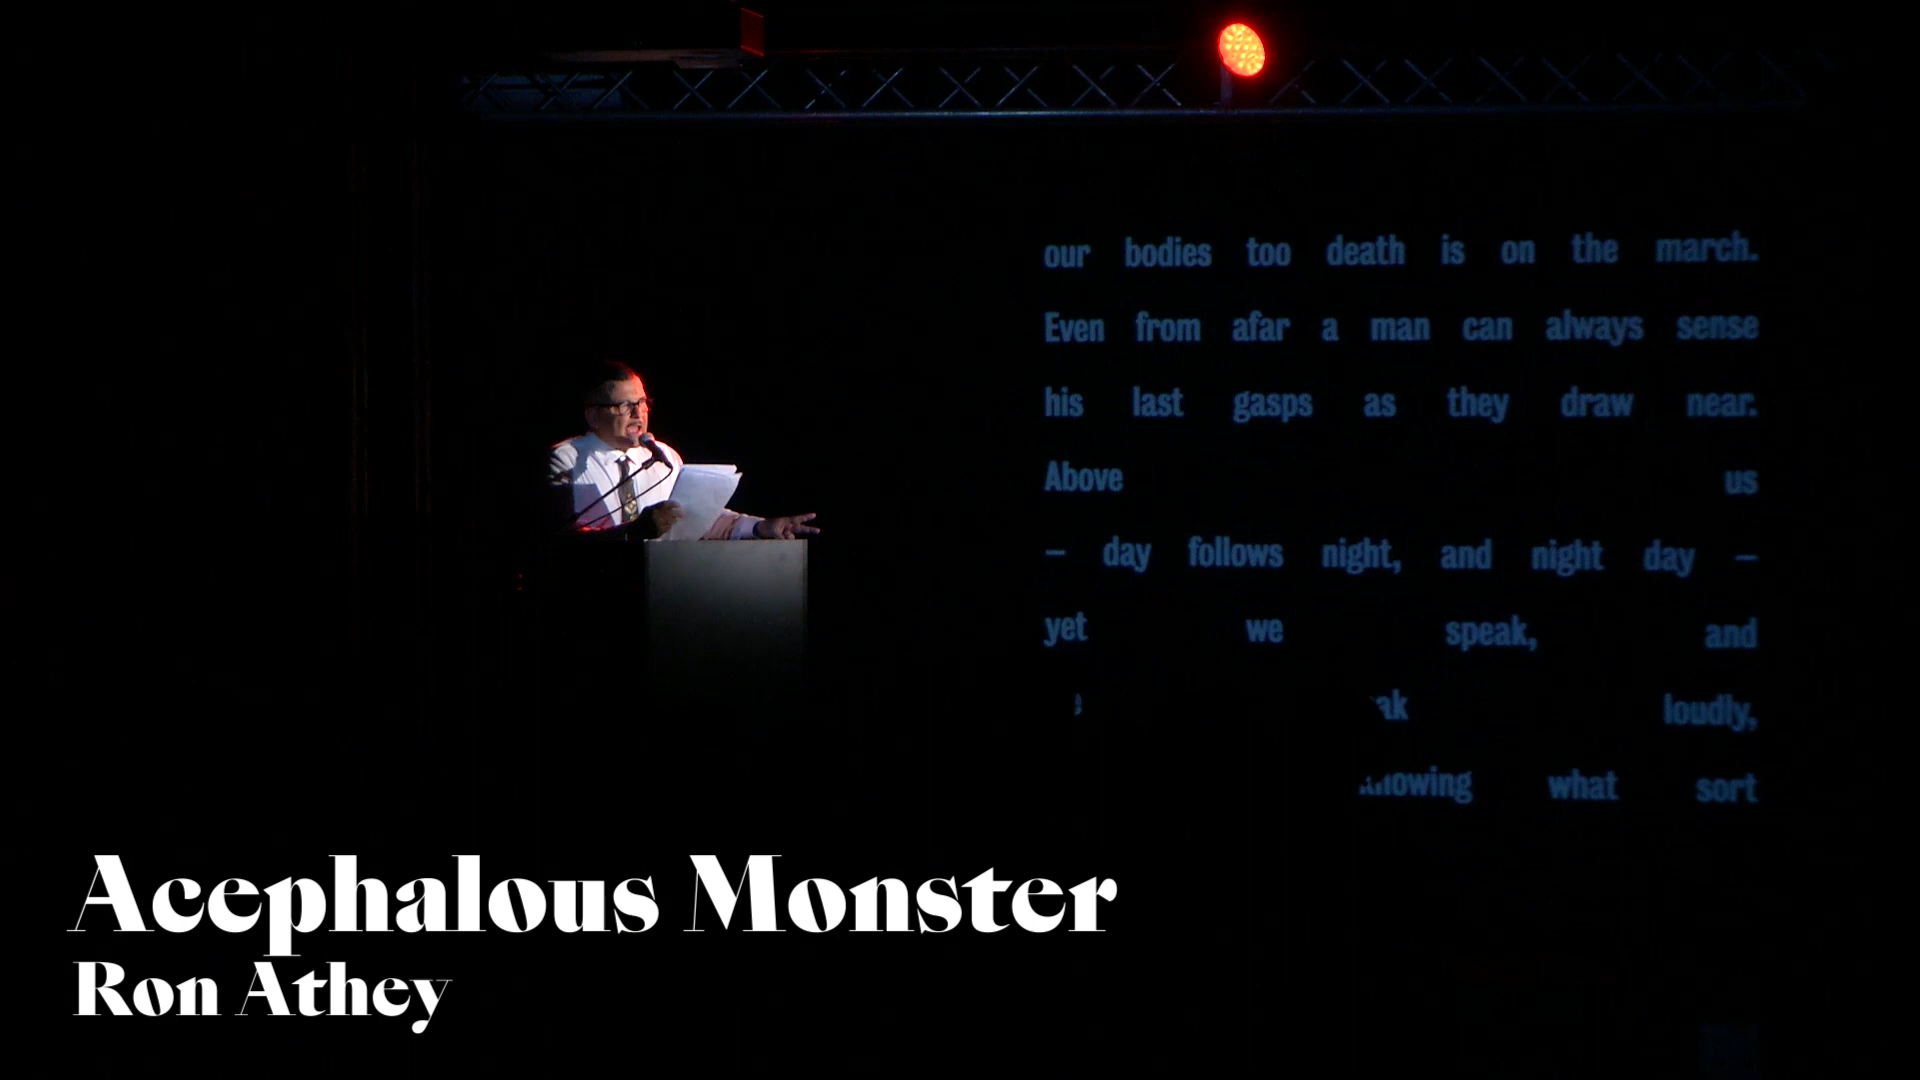 our bodies too death is on the march.
Even from afar a man can always sense
his last gasps as they draw near.
Above us
– day follows night, and night day –
yet we speak, and
loudly,
what sort
Acephalous Monster
Ron Athey